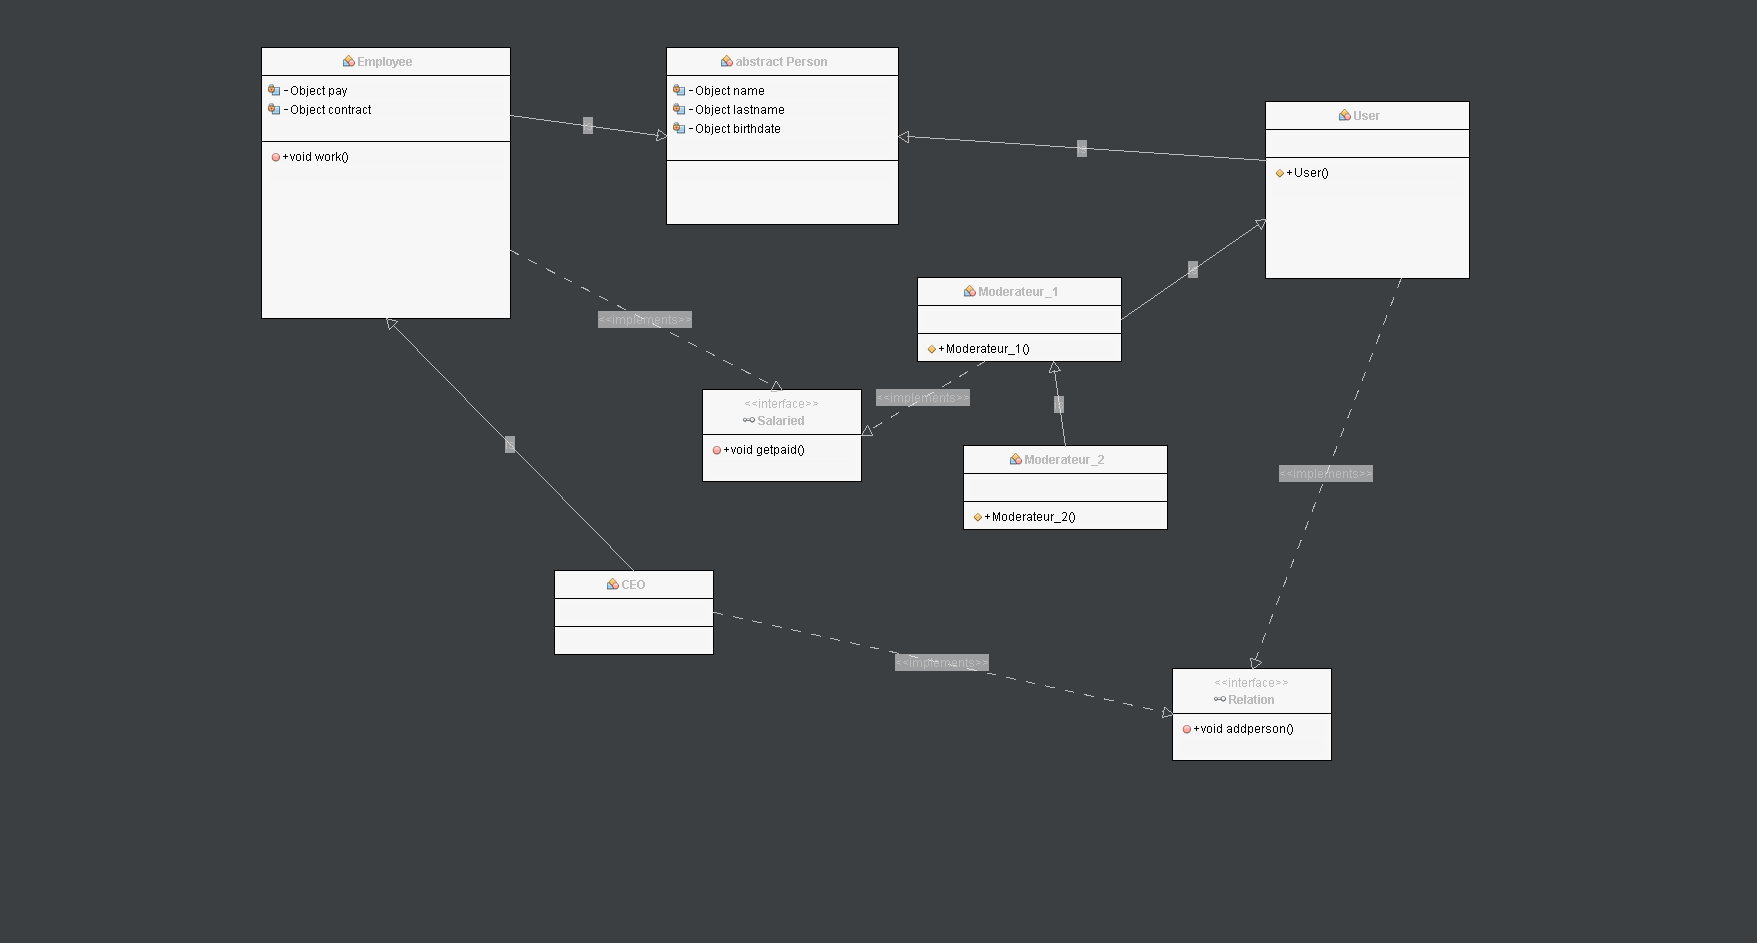 Employee
-Object pay
-Object contract
+void work()
abstract Person
-Object name
-Object lastname
-Object birthdate
User
+User()
Moderateur_1
+Moderateur_1()
<<implements>>
<<interface>>
Salaried
+void getpaid()
<<implements>>
Moderateur_2
+Moderateur_2()
<<implements>>
CEO
<<implements>>
<<interface>>
Relation
+void addperson()